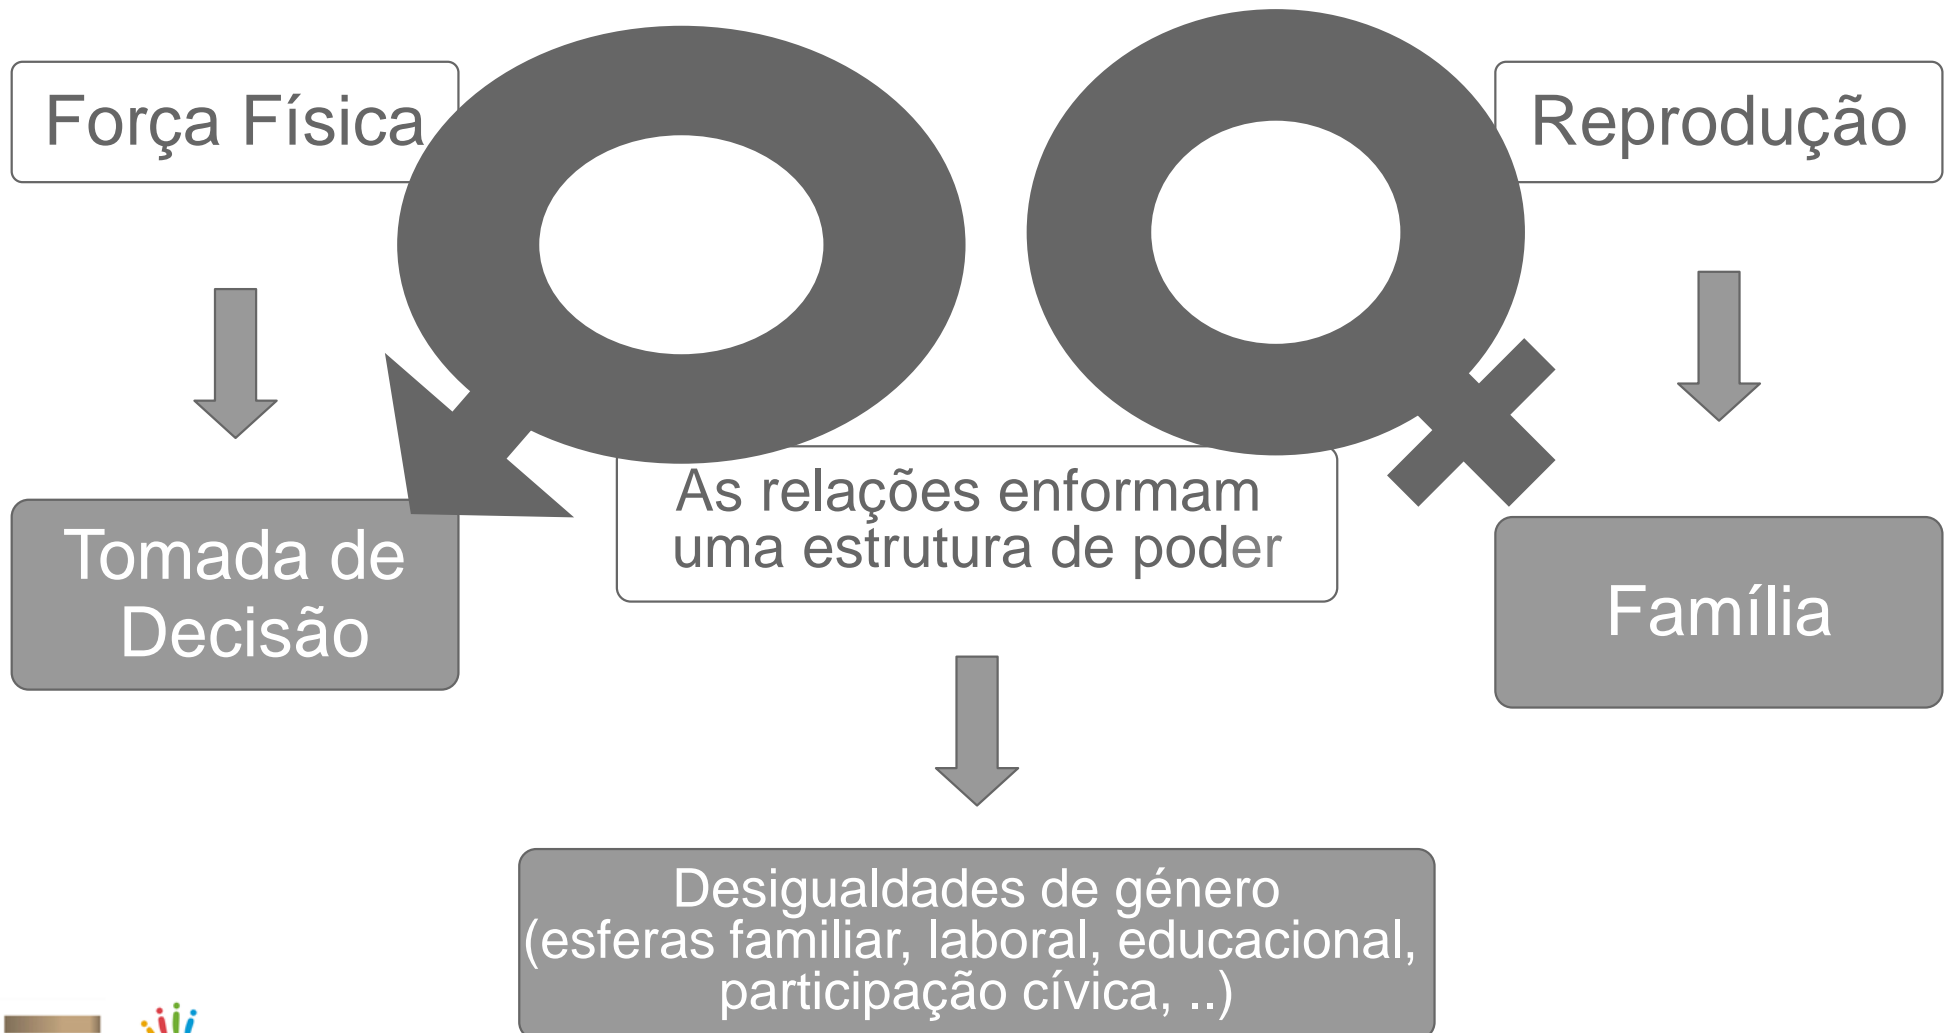 Força Física
Reprodução
As relações enformam
uma estrutura de poder
Tomada de
Decisão
Família
Desigualdades de género
(esferas familiar, laboral, educacional,
participação cívica, ..)